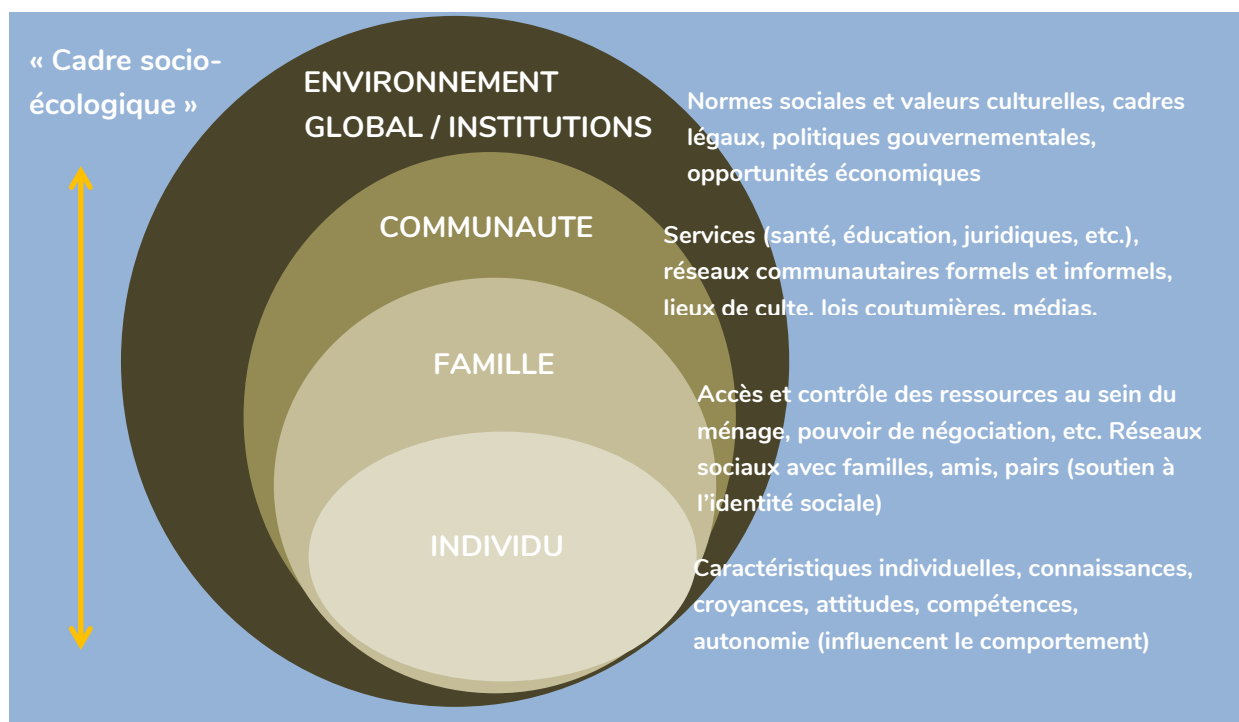 « Cadre socio-
écologique »
ENVIRONNEMENT
GLOBAL / INSTITUTIONS
Normes sociales et valeurs culturelles, cadres
légaux, politiques gouvernementales,
opportunités économiques
COMMUNAUTE
Services (santé, éducation, juridiques, etc.),
réseaux communautaires formels et informels,
lieux de culte, lois coutumières, médias.
FAMILLE
Accès et contrôle des ressources au sein du
ménage, pouvoir de négociation, etc. Réseaux
sociaux avec familles, amis, pairs (soutien à
l’identité sociale)
INDIVIDU
Caractéristiques individuelles, connaissances,
croyances, attitudes, compétences,
autonomie (influencent le comportement)